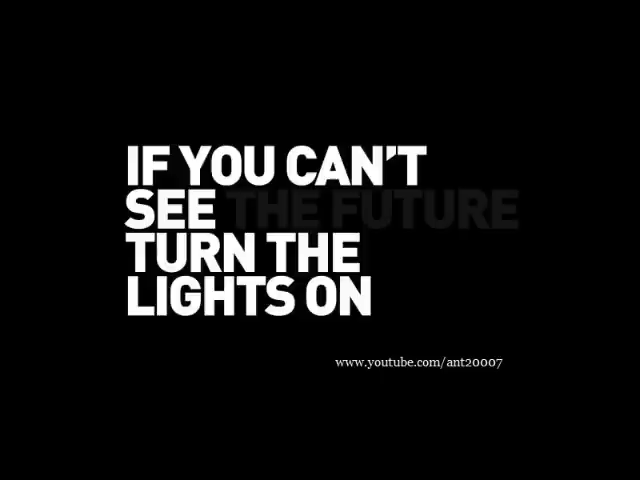 IF YOU CAN'T
SEE THE FUTURE
TURN THE
LIGHTS ON
www.youtube.com/ant20007